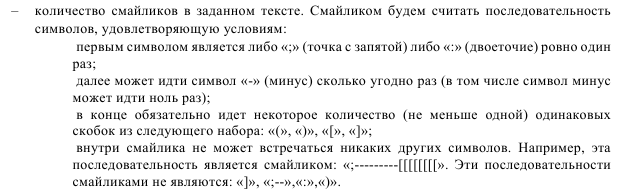 – количество смайликов в заданном тексте. Смайликом будем считать последовательность
символов, удовлетворяющую условиям:
первым символом является либо «;» (точка с запятой) либо «:» (двоеточие) ровно один
раз;
далее может идти символ «-» (минус) сколько угодно раз (в том числе символ минус
может идти ноль раз);
в конце обязательно идет некоторое количество (не меньше одной) одинаковых
скобок из следующего набора: «(», «)», «[», «]»;
внутри смайлика не может встречаться никаких других символов. Например, эта
последовательность является смайликом: «;---------[[[[[[[[». Эти последовательности
смайликами не являются: «]», «;--»,«:»,«)».